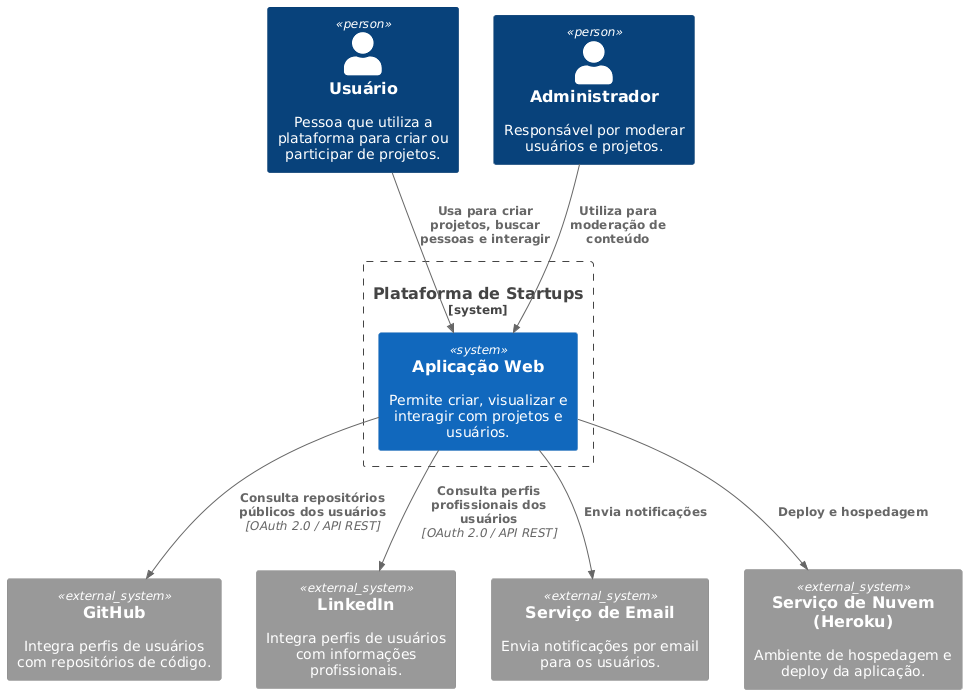 «person»
Usuário
Pessoa que utiliza a
plataforma para criar ou
participar de projetos.
«person»
Administrador
Responsável por moderar
usuários e projetos.
Usa para criar
projetos, buscar
pessoas e interagir
Utiliza para
moderação de
conteúdo
Plataforma de Startups
[system]
«system»
Aplicação Web
Permite criar, visualizar e
interagir com projetos e
usuários.
Consulta repositórios
públicos dos usuários
[OAuth 2.0 / API REST]
Consulta perfis
profissionais dos
usuários
[OAuth 2.0 / API REST]
Envia notificações
Deploy e hospedagem
«external_system»
GitHub
Integra perfis de usuários
com repositórios de código.
«external_system»
LinkedIn
Integra perfis de usuários
com informações
profissionais.
«external_system»
Serviço de Email
Envia notificações por email
para os usuários.
«external_system»
Serviço de Nuvem
(Heroku)
Ambiente de hospedagem e
deploy da aplicação.